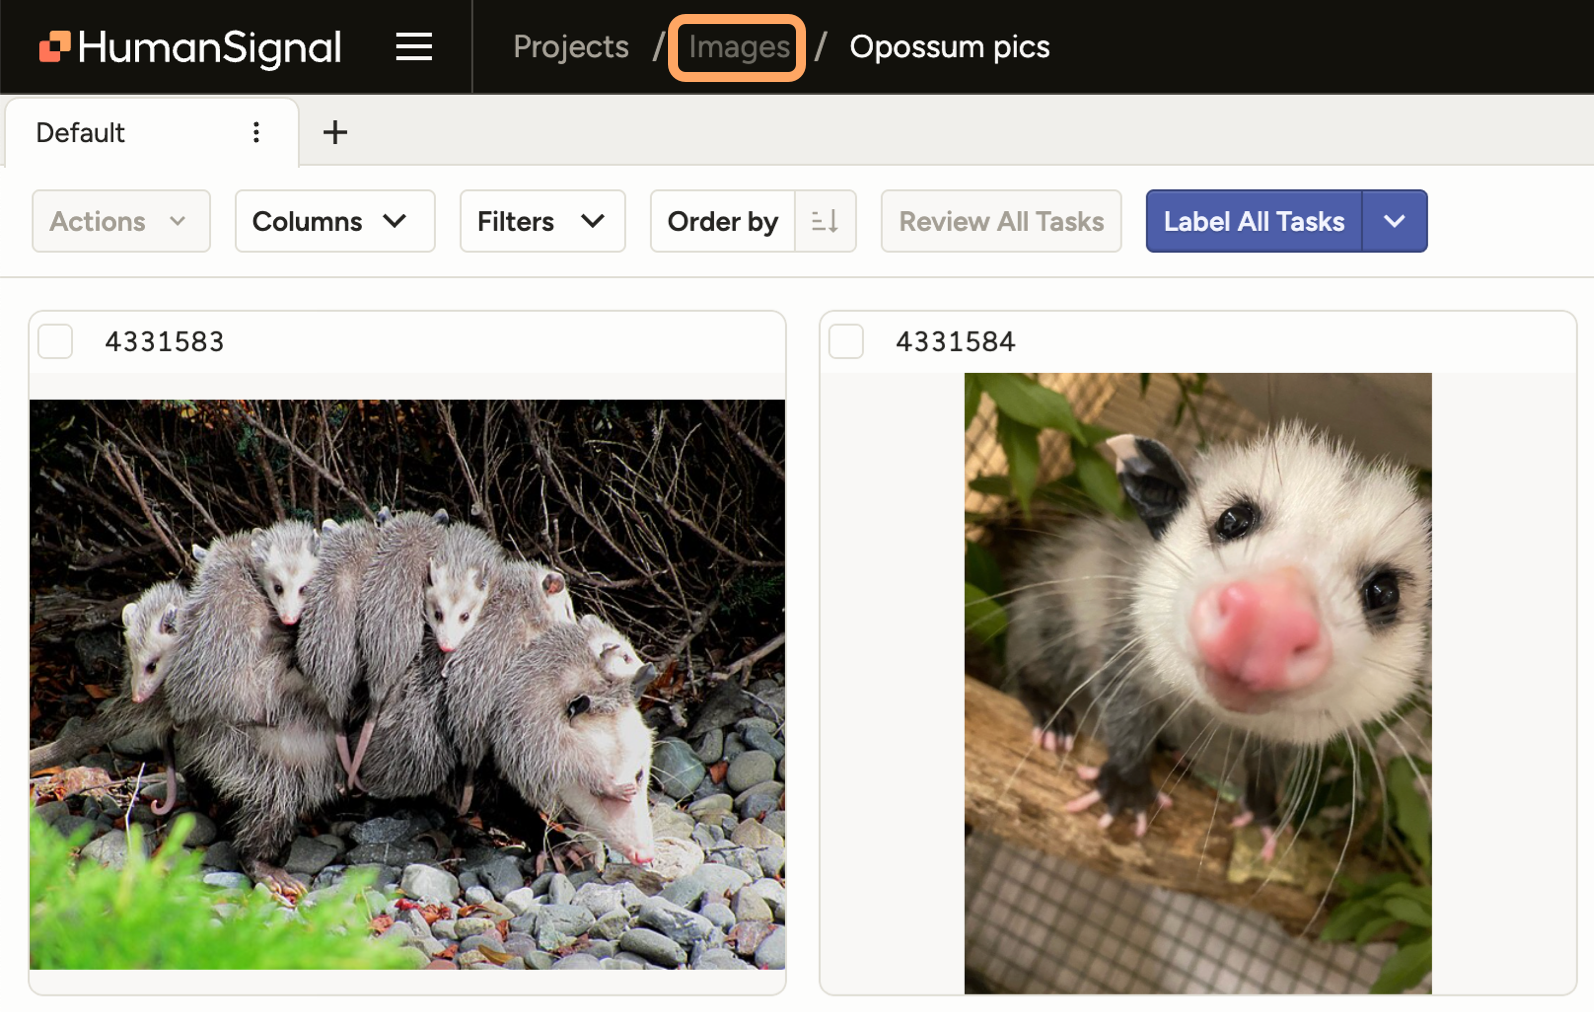 HumanSignal Projects / Images / Opossum pics
Default
Actions Columns Filters Order by Review All Tasks Label All Tasks
4331583 4331584